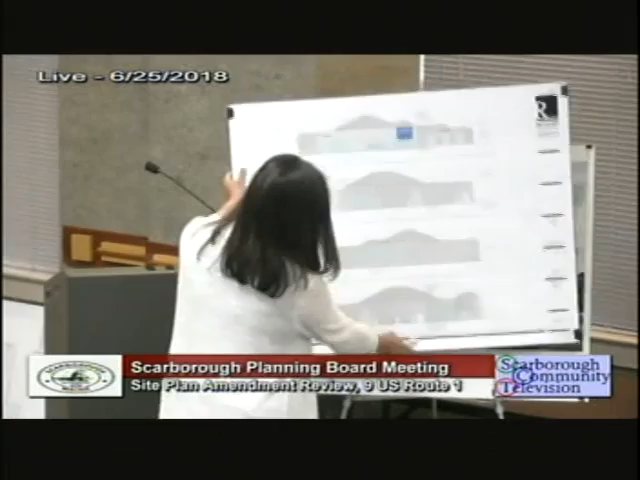 Live - 6/25/2018
R
Scarborough Planning Board Meeting
Site Plan Amendment Review, 9 US Route 1
Scarborough
Community
Television